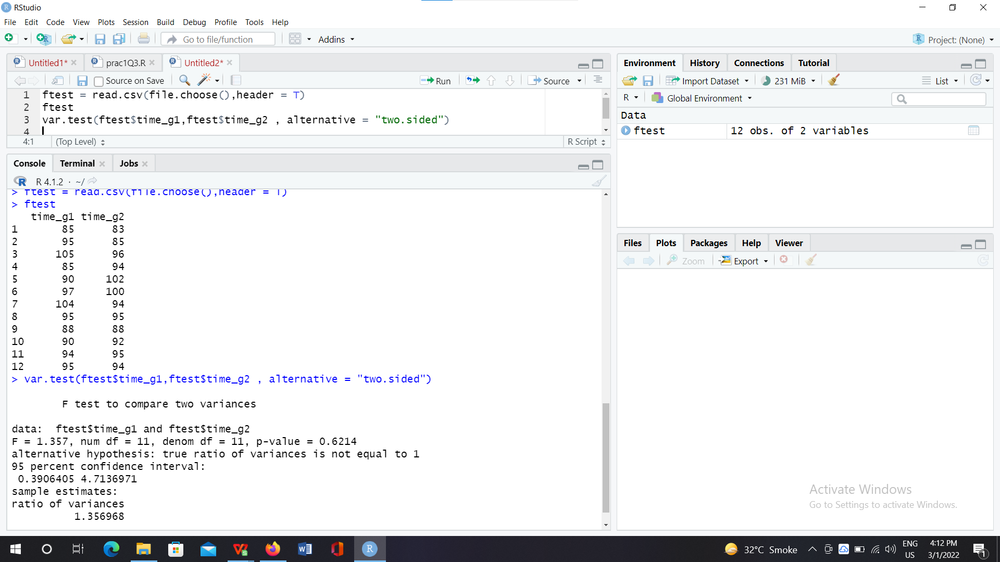 RStudio
File Edit Code View Plots Session Build Debug Profile Tools Help
Go to file/function Addins Project: (None)
Untitled1* prac1Q3.R Untitled2*
Source on Save Run Source
1 ftest = read.csv(file.choose(),header = T)
2 ftest
3 var.test(ftest$time_g1,ftest$time_g2 , alternative = "two.sided")
4
4:1 (Top Level) R Script
Console Terminal Jobs
R 4.1.2 · ~/
> ftest = read.csv(file.choose(),header = T)
> ftest
time_g1 time_g2
1 85 83
2 95 85
3 105 96
4 85 94
5 90 102
6 97 100
7 104 94
8 95 95
9 88 88
10 90 92
11 94 95
12 95 94
> var.test(ftest$time_g1,ftest$time_g2 , alternative = "two.sided")
F test to compare two variances
data: ftest$time_g1 and ftest$time_g2
F = 1.357, num df = 11, denom df = 11, p-value = 0.6214
alternative hypothesis: true ratio of variances is not equal to 1
95 percent confidence interval:
0.3906405 4.7136971
sample estimates:
ratio of variances
1.356968
Environment History Connections Tutorial
Import Dataset 231 MiB List
R Global Environment
Data
ftest 12 obs. of 2 variables
Files Plots Packages Help Viewer
Zoom Export
Activate Windows
Go to Settings to activate Windows.
32°C Smoke ENG US 4:12 PM 3/1/2022 1